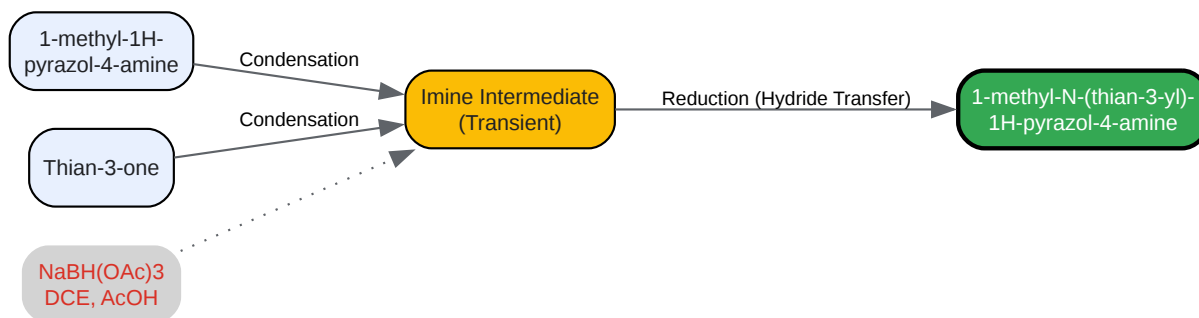 1-methyl-1H-
pyrazol-4-amine
Condensation
Thian-3-one
Condensation
NaBH(OAc)3
DCE, AcOH
Imine Intermediate
(Transient)
Reduction (Hydride Transfer)
1-methyl-N-(thian-3-yl)-
1H-pyrazol-4-amine